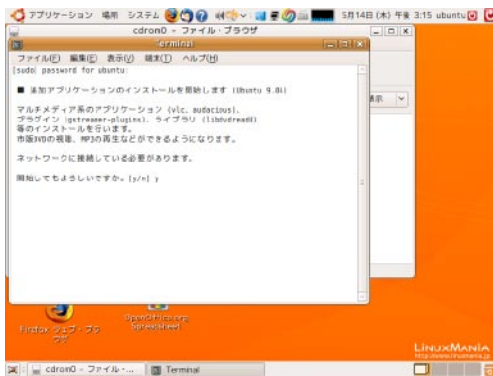 アプリケーション 場所 システム 5月14日 (木) 午後 3:15 ubuntu
cdrom0 - ファイル・ブラウザ
Terminal
ファイル(F) 編集(E) 表示(V) 端末(T) ヘルプ(H)
[sudo] password for ubuntu:
■ 追加アプリケーションのインストールを開始します (Ubuntu 9.04)
マルチメディア系のアプリケーション (vlc, audacious)、
プラグイン (gstreamer-plugins)、ライブラリ (libdvdread4)
等のインストールを行います。
市販DVDの視聴、MP3の再生などができるようになります。
ネットワークに接続している必要があります。
開始してもよろしいですか。[y/n] y
表示
Firefox ウェブ・ブラウザ
OpenOffice.org
Spreadsheet
LINUXMANIA
http://www.linuxmania.jp
cdrom0 - ファイル・...
Terminal